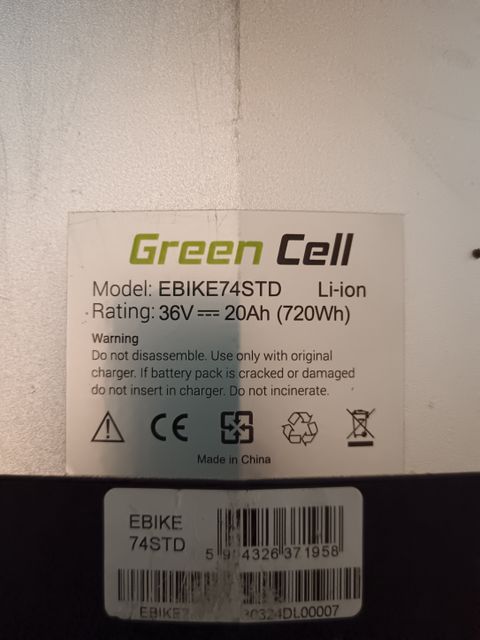 Green Cell
Model: EBIKE74STD Li-ion
Rating: 36V 20Ah (720Wh)
Warning
Do not disassemble. Use only with original
charger. If battery pack is cracked or damaged
do not insert in charger. Do not incinerate.
CE
Made in China
EBIKE
74STD